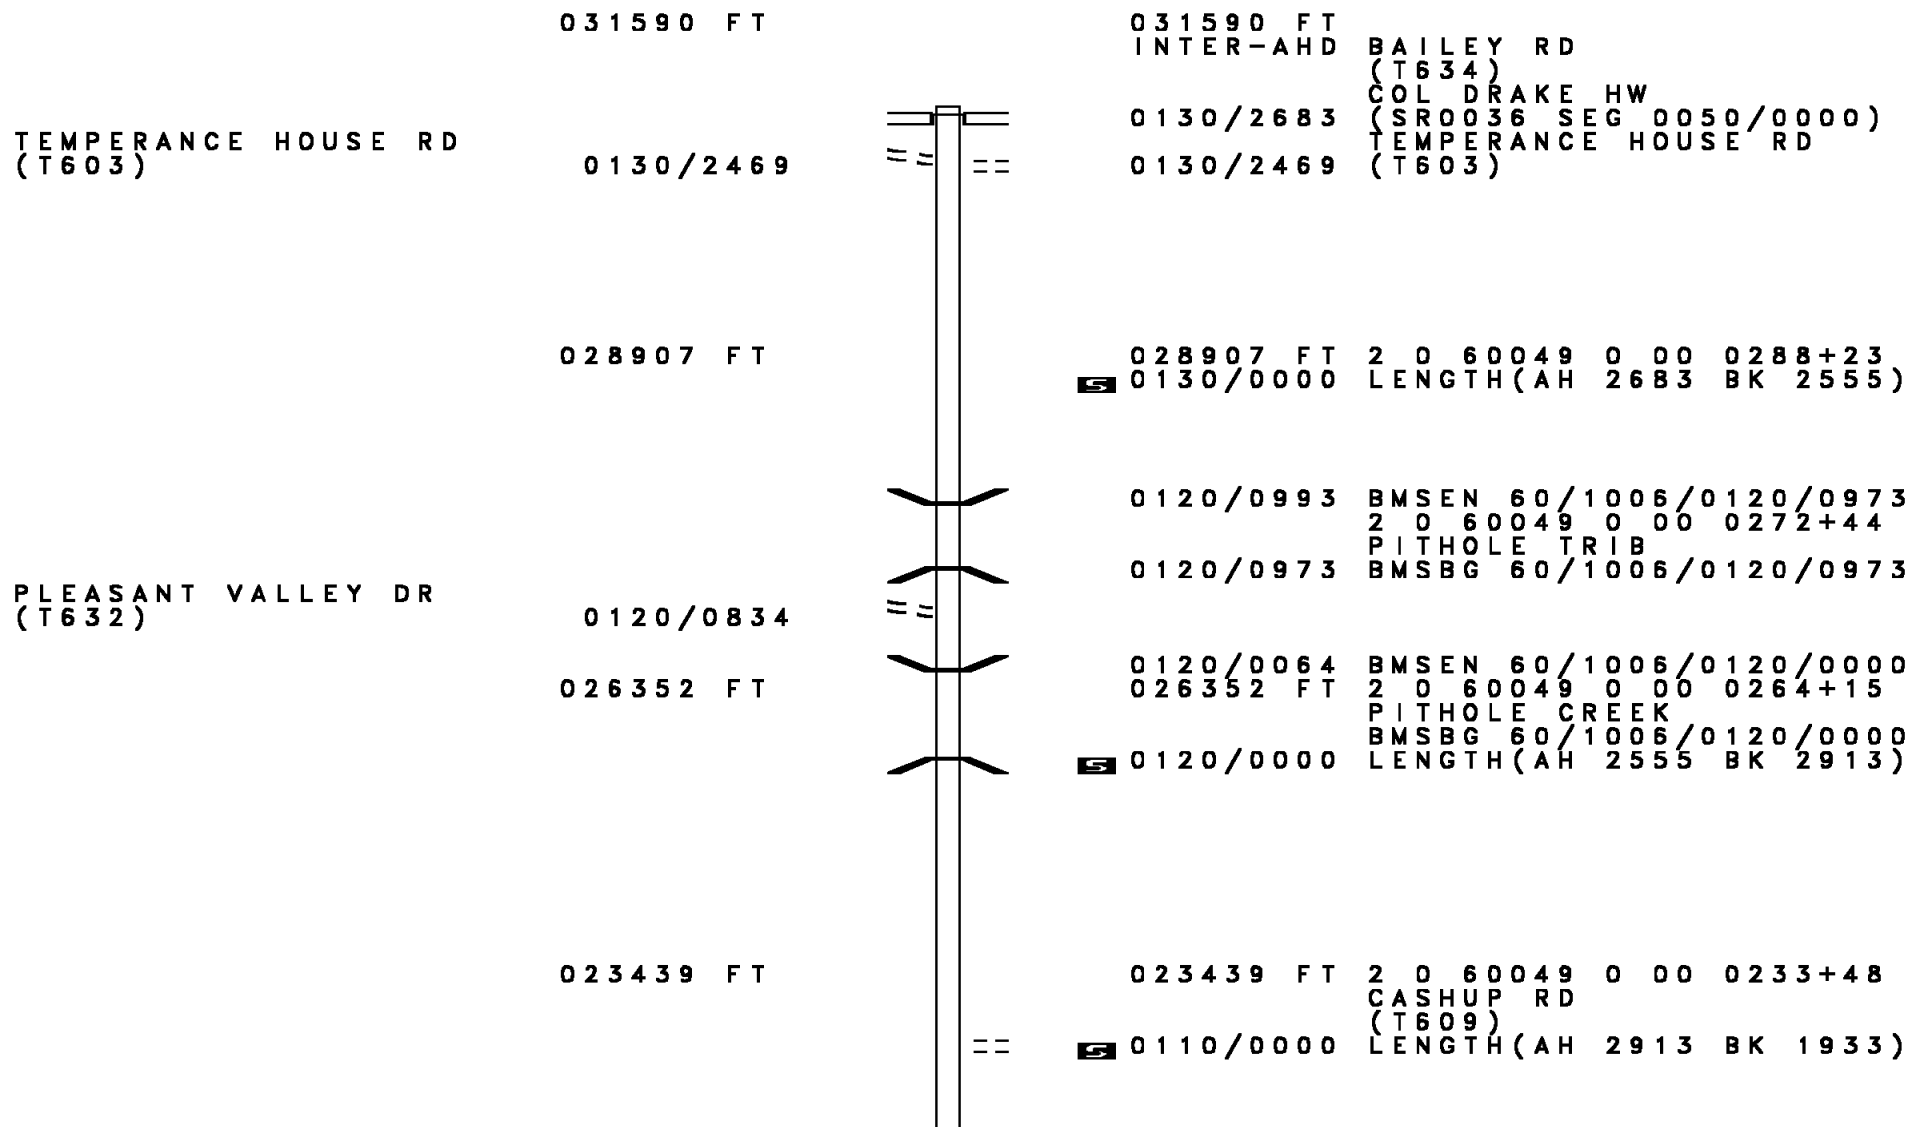 031590 FT 031590 FT
INTER-AHD BAILEY RD
(T634)
COL DRAKE HW
0130/2683 (SR0036 SEG 0050/0000)
TEMPERANCE HOUSE RD TEMPERANCE HOUSE RD
(T603) 0130/2469 0130/2469 (T603)
028907 FT 028907 FT 2 0 60049 0 00 0288+23
S 0130/0000 LENGTH(AH 2683 BK 2555)
0120/0993 BMSEN 60/1006/0120/0973
2 0 60049 0 00 0272+44
PITHOLE TRIB
0120/0973 BMSBG 60/1006/0120/0973
PLEASANT VALLEY DR
(T632) 0120/0834
0120/0064 BMSEN 60/1006/0120/0000
026352 FT 026352 FT 2 0 60049 0 00 0264+15
PITHOLE CREEK
BMSBG 60/1006/0120/0000
S 0120/0000 LENGTH(AH 2555 BK 2913)
023439 FT 023439 FT 2 0 60049 0 00 0233+48
CASHUP RD
(T609)
S 0110/0000 LENGTH(AH 2913 BK 1933)